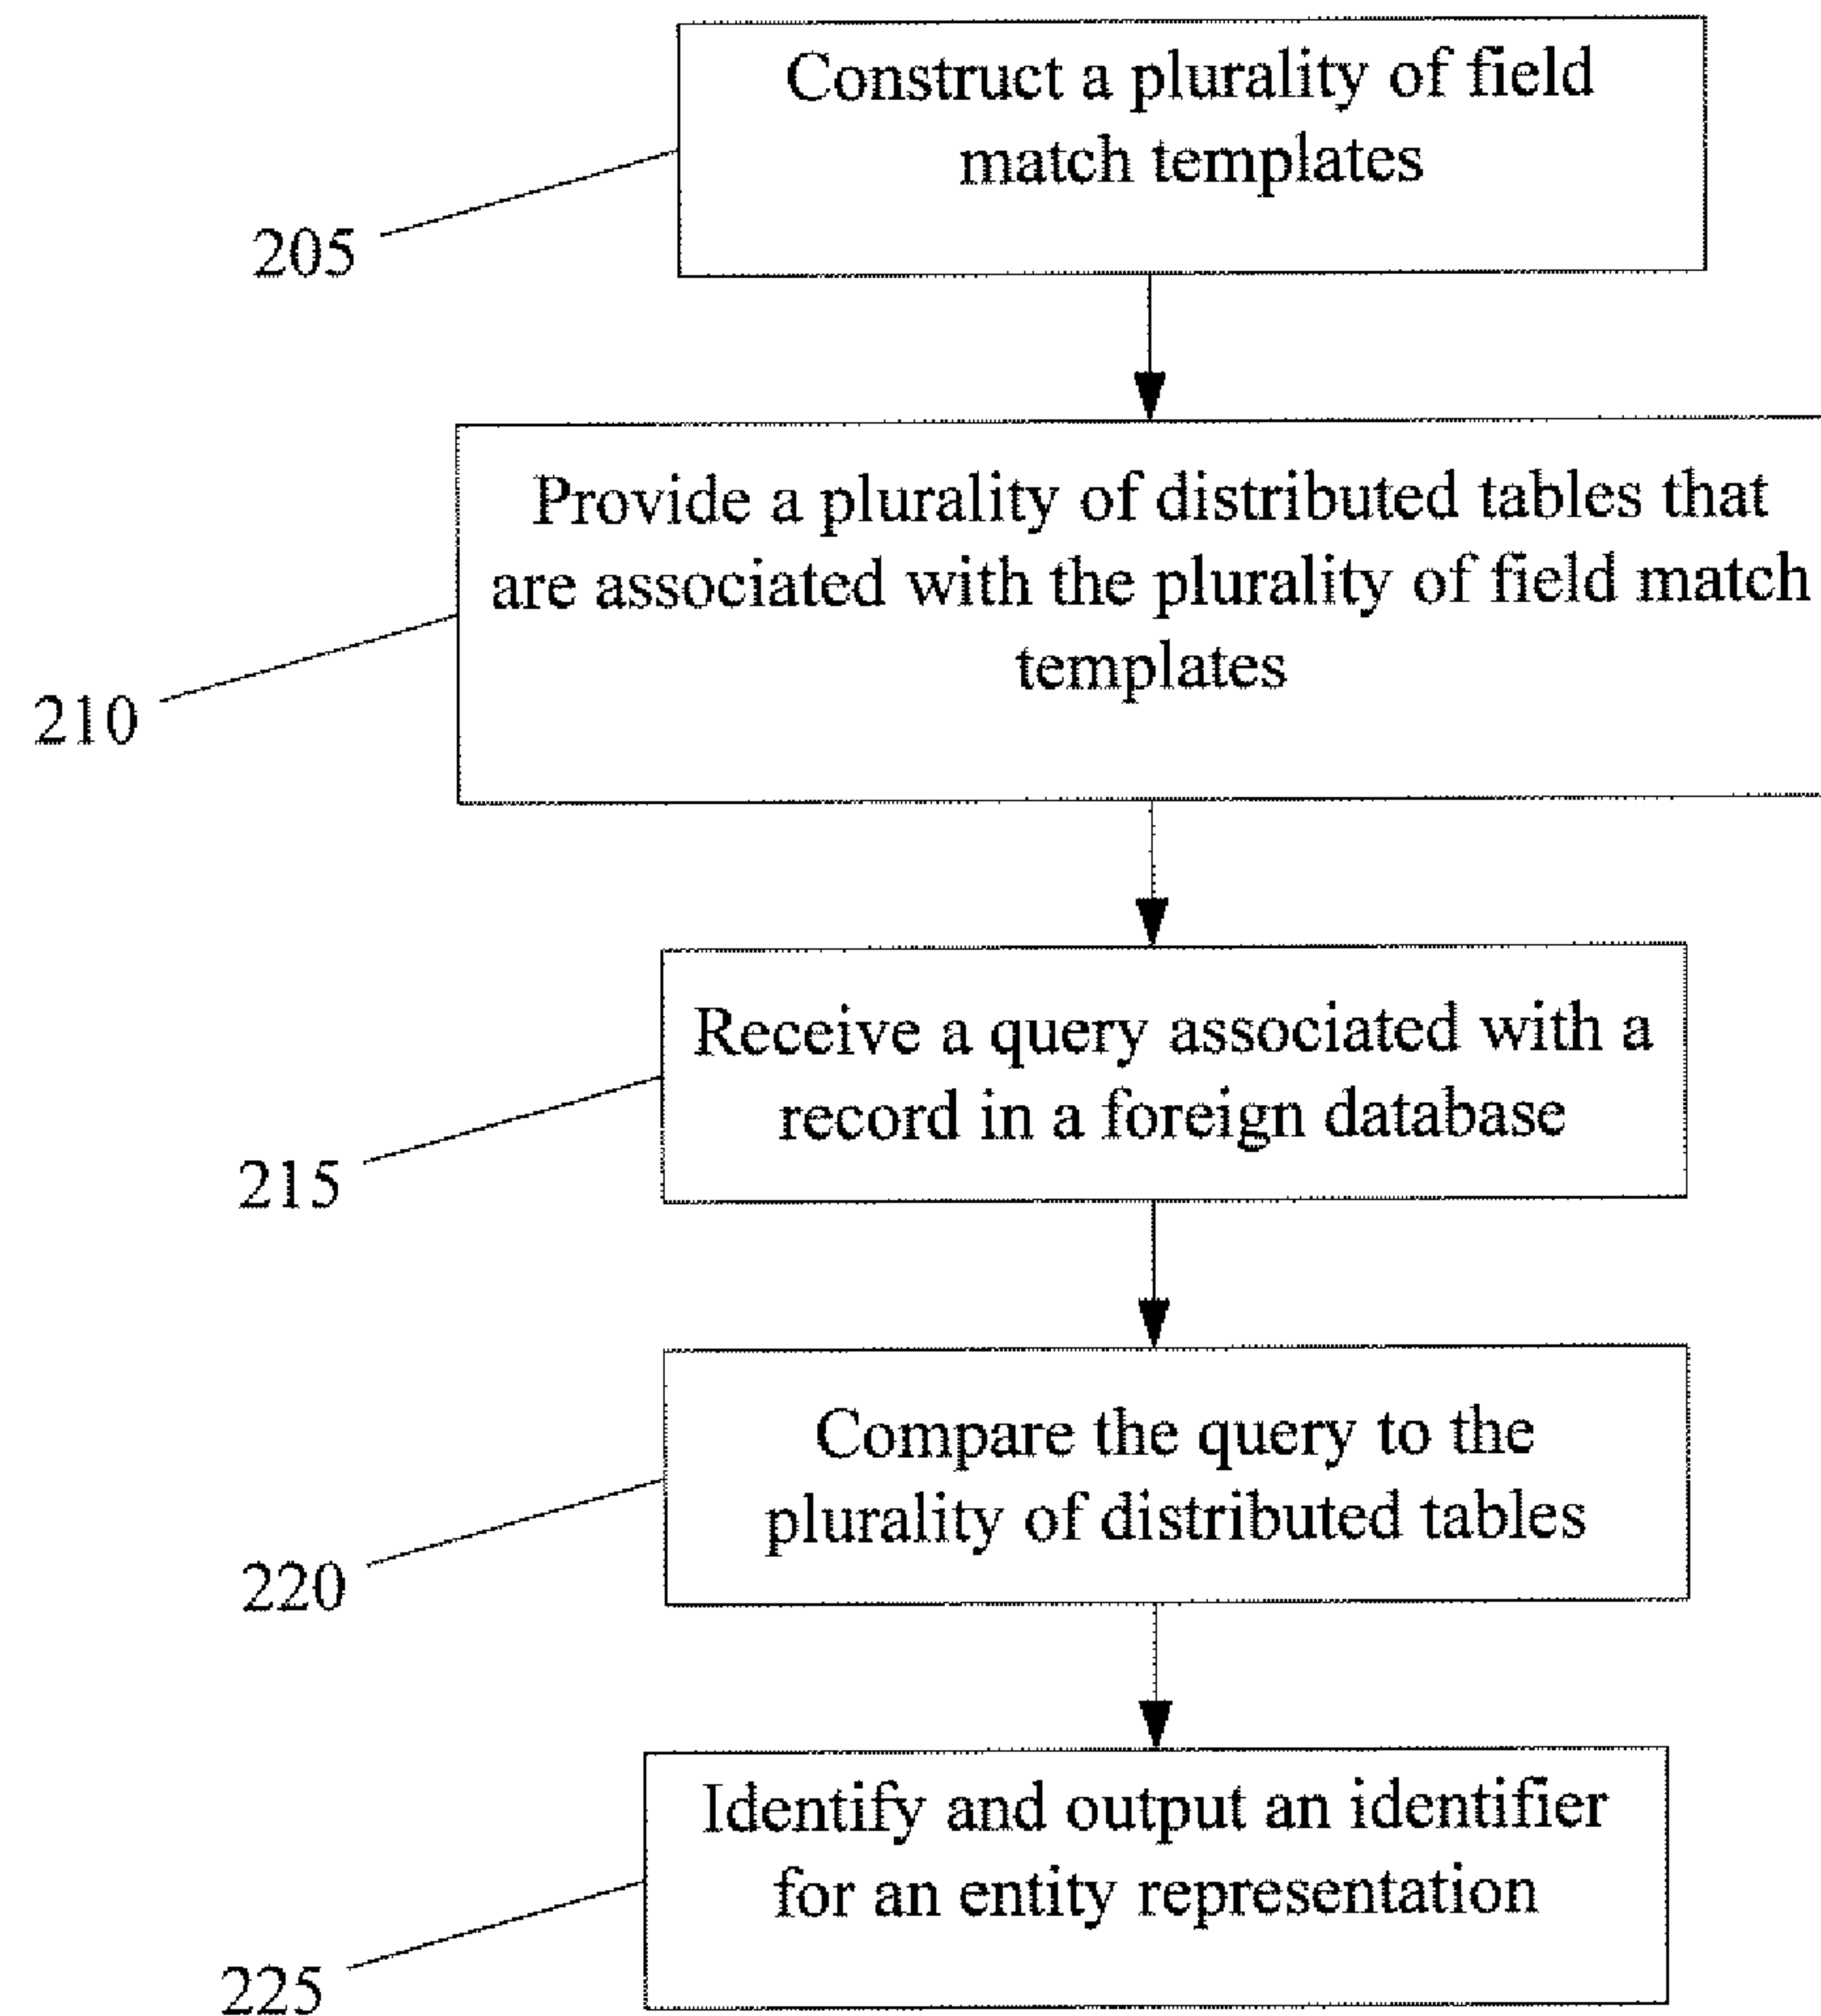 Construct a plurality of field
match templates
205
Provide a plurality of distributed tables that
are associated with the plurality of field match
templates
210
Receive a query associated with a
record in a foreign database
215
Compare the query to the
plurality of distributed tables
220
Identify and output an identifier
for an entity representation
225